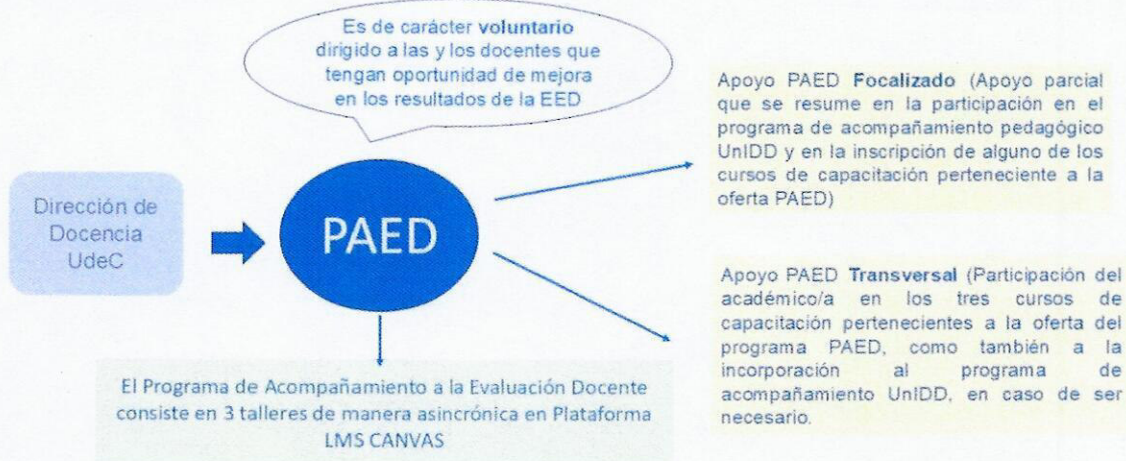 Es de carácter voluntario
dirigido a las y los docentes que
tengan oportunidad de mejora
en los resultados de la EED
Dirección de
Docencia
UdeC
PAED
Apoyo PAED Focalizado (Apoyo parcial
que se resume en la participación en el
programa de acompañamiento pedagógico
UnIDD y en la inscripción de alguno de los
cursos de capacitación perteneciente a la
oferta PAED)
Apoyo PAED Transversal (Participación del
académico/a en los tres cursos de
capacitación pertenecientes a la oferta del
programa PAED, como también a la
incorporación al programa de
acompañamiento UnIDD, en caso de ser
necesario.
El Programa de Acompañamiento a la Evaluación Docente
consiste en 3 talleres de manera asincrónica en Plataforma
LMS CANVAS